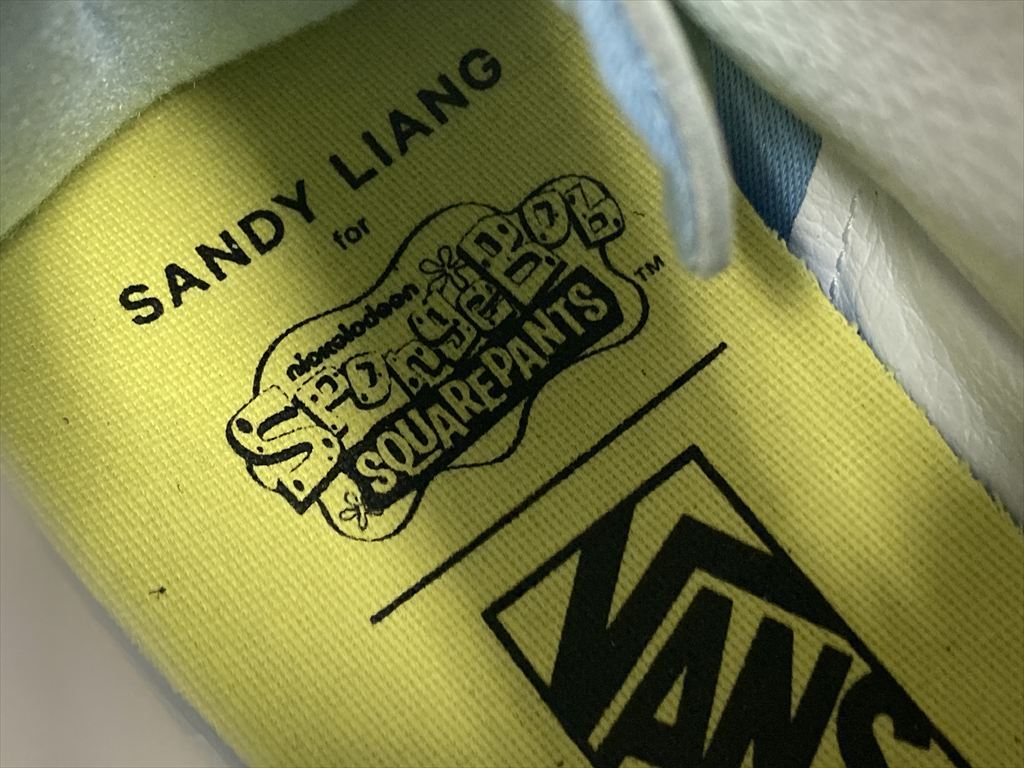 SANDY LIANG
for
nickelodeon
SPONGEBOB
SQUAREPANTS
TM
VANS